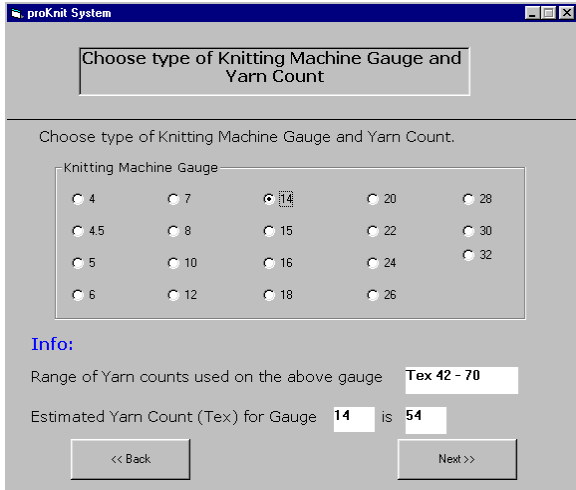 proKnit System
Choose type of Knitting Machine Gauge and
Yarn Count
Choose type of Knitting Machine Gauge and Yarn Count.
Knitting Machine Gauge
4 7 14 20 28
4.5 8 15 22 30
5 10 16 24 32
6 12 18 26
Info:
Range of Yarn counts used on the above gauge Tex 42 - 70
Estimated Yarn Count (Tex) for Gauge 14 is 54
<< Back Next >>